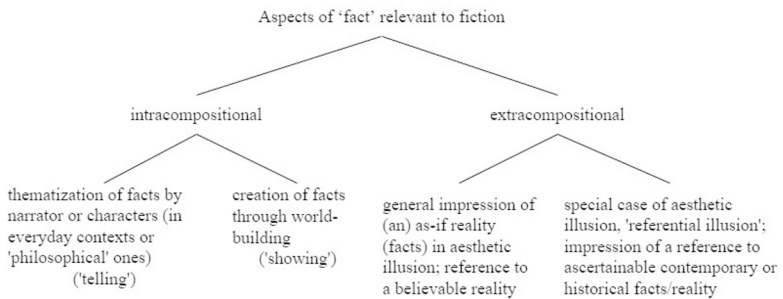 Aspects of 'fact' relevant to fiction
intracompositional
extracompositional
thematization of facts by
narrator or characters (in
everyday contexts or
'philosophical' ones)
('telling')
creation of facts
through world-
building
('showing')
general impression of
(an) as-if reality
(facts) in aesthetic
illusion; reference to
a believable reality
special case of aesthetic
illusion, 'referential illusion';
impression of a reference to
ascertainable contemporary or
historical facts/reality